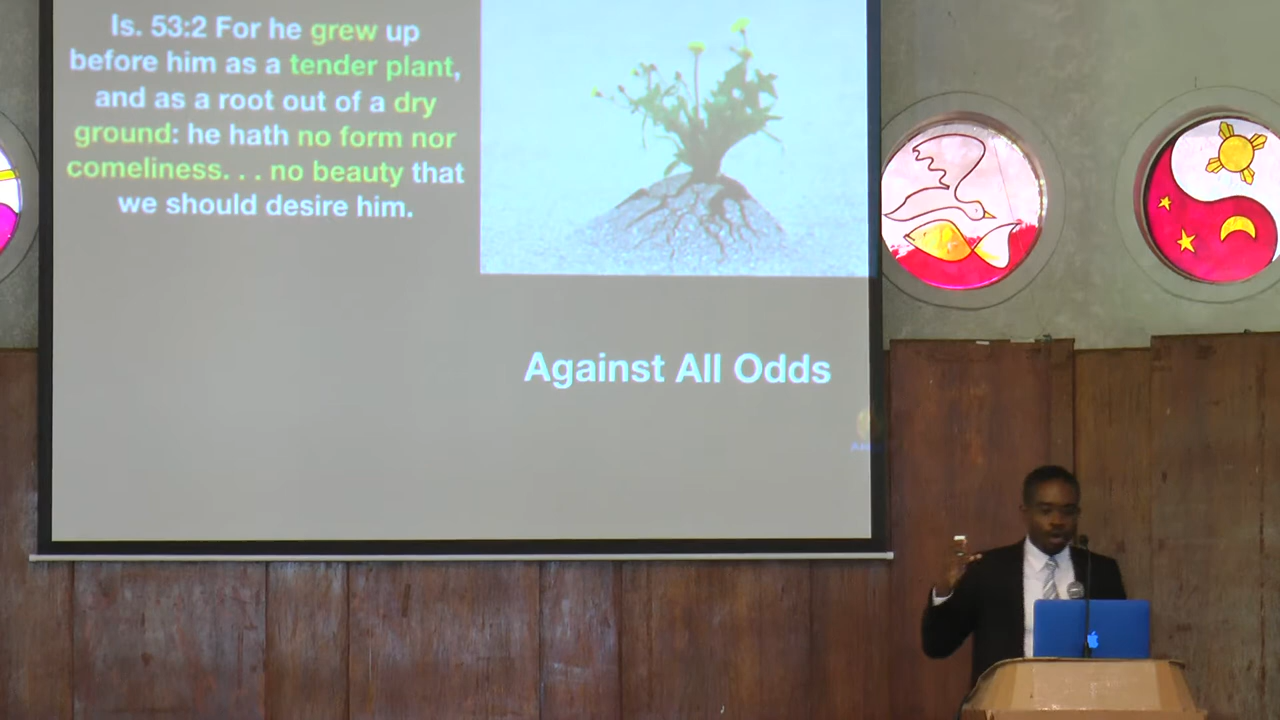 Is. 53:2 For he grew up
before him as a tender plant,
and as a root out of a dry
ground: he hath no form nor
comeliness. . . no beauty that
we should desire him.
Against All Odds